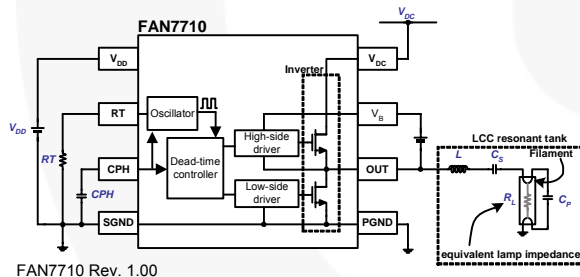 FAN7710
V_DC
V_DD
V_DC
Inverter
RT
Oscillator
V_B
High-side
driver
LCC resonant tank
V_DD
RT
CPH
Dead-time
controller
OUT
L
C_S
Filament
CPH
Low-side
driver
R_L
C_P
SGND
PGND
equivalent lamp impedance
FAN7710 Rev. 1.00